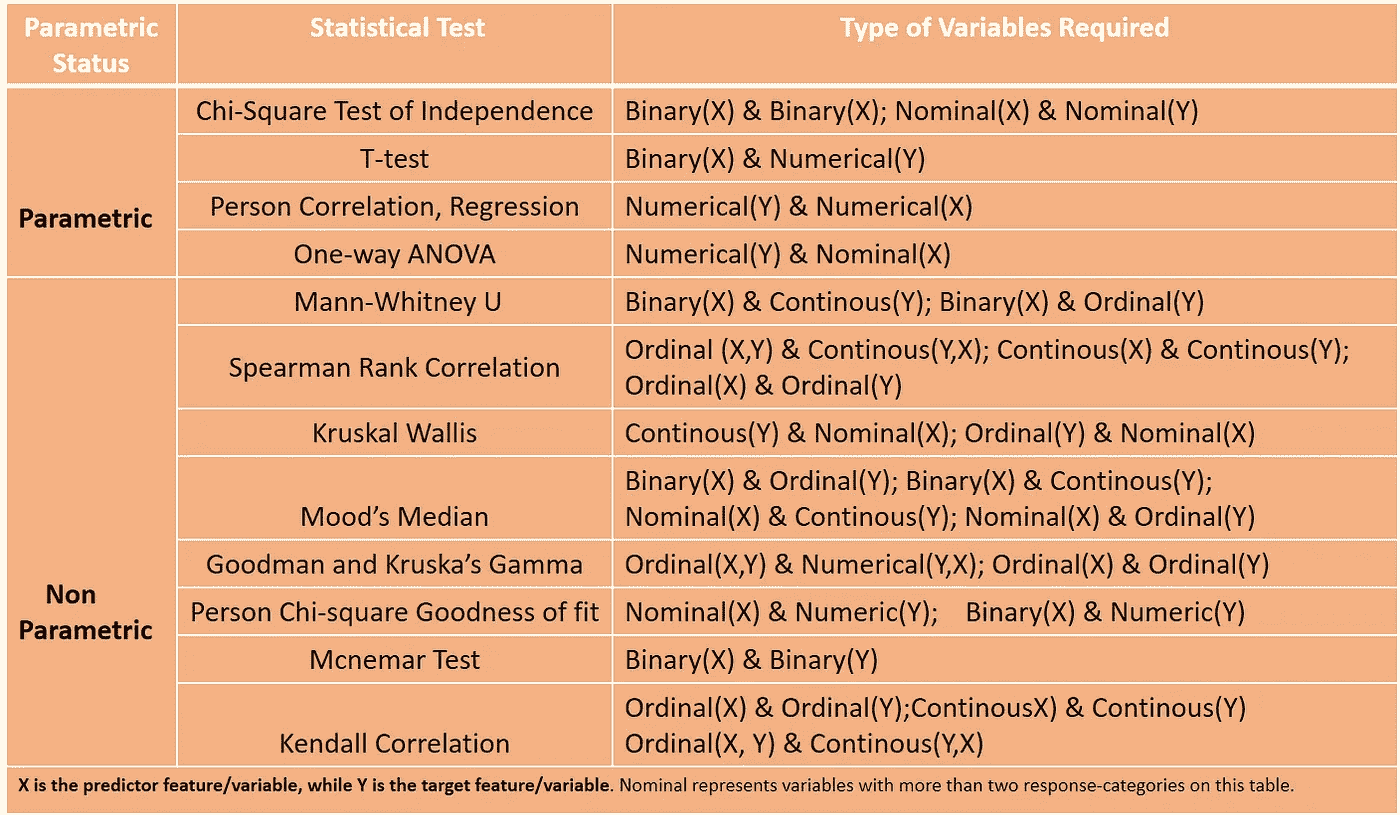 Parametric Status
Statistical Test
Type of Variables Required
Parametric
Chi-Square Test of Independence
Binary(X) & Binary(X); Nominal(X) & Nominal(Y)
T-test
Binary(X) & Numerical(Y)
Person Correlation, Regression
Numerical(Y) & Numerical(X)
One-way ANOVA
Numerical(Y) & Nominal(X)
Non
Parametric
Mann-Whitney U
Binary(X) & Continous(Y); Binary(X) & Ordinal(Y)
Spearman Rank Correlation
Ordinal (X,Y) & Continous(Y,X); Continous(X) & Continous(Y);
Ordinal(X) & Ordinal(Y)
Kruskal Wallis
Continous(Y) & Nominal(X); Ordinal(Y) & Nominal(X)
Mood’s Median
Binary(X) & Ordinal(Y); Binary(X) & Continous(Y);
Nominal(X) & Continous(Y); Nominal(X) & Ordinal(Y)
Goodman and Kruska’s Gamma
Ordinal(X,Y) & Numerical(Y,X); Ordinal(X) & Ordinal(Y)
Person Chi-square Goodness of fit
Nominal(X) & Numeric(Y); Binary(X) & Numeric(Y)
Mcnemar Test
Binary(X) & Binary(Y)
Kendall Correlation
Ordinal(X) & Ordinal(Y);ContinousX) & Continous(Y)
Ordinal(X, Y) & Continous(Y,X)
X is the predictor feature/variable, while Y is the target feature/variable. Nominal represents variables with more than two response-categories on this table.